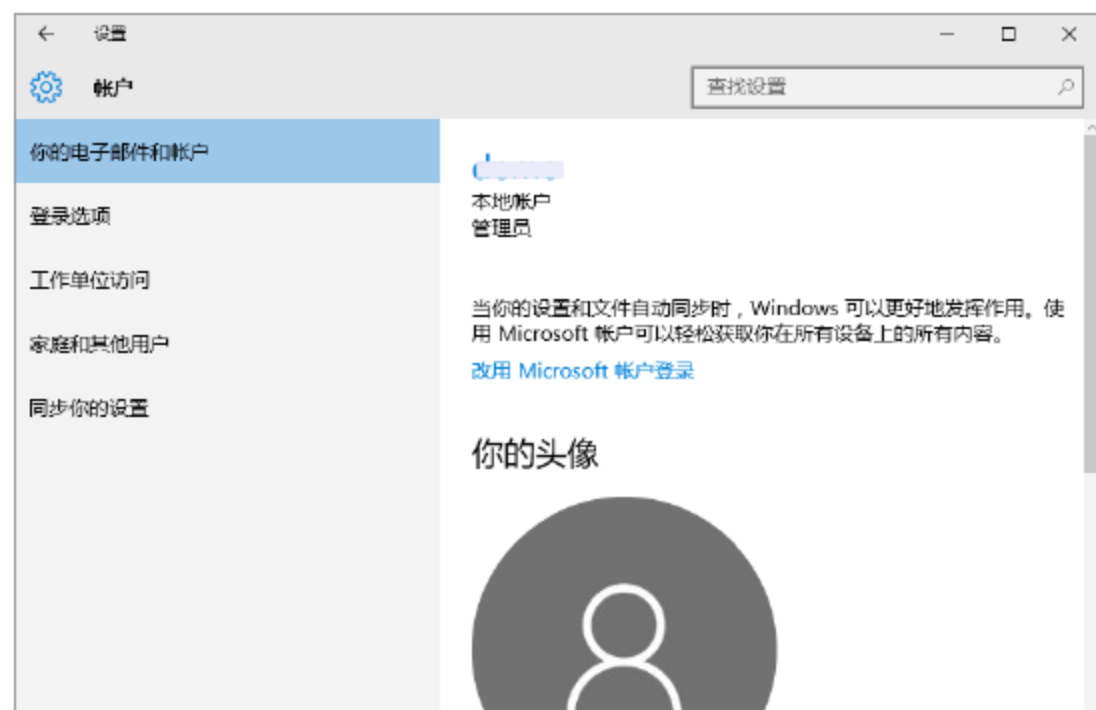 设置
帐户
查找设置
你的电子邮件和帐户
登录选项
工作单位访问
家庭和其他用户
同步你的设置
本地帐户
管理员
当你的设置和文件自动同步时，Windows 可以更好地发挥作用。使
用 Microsoft 帐户可以轻松获取你在所有设备上的所有内容。
改用 Microsoft 帐户登录
你的头像